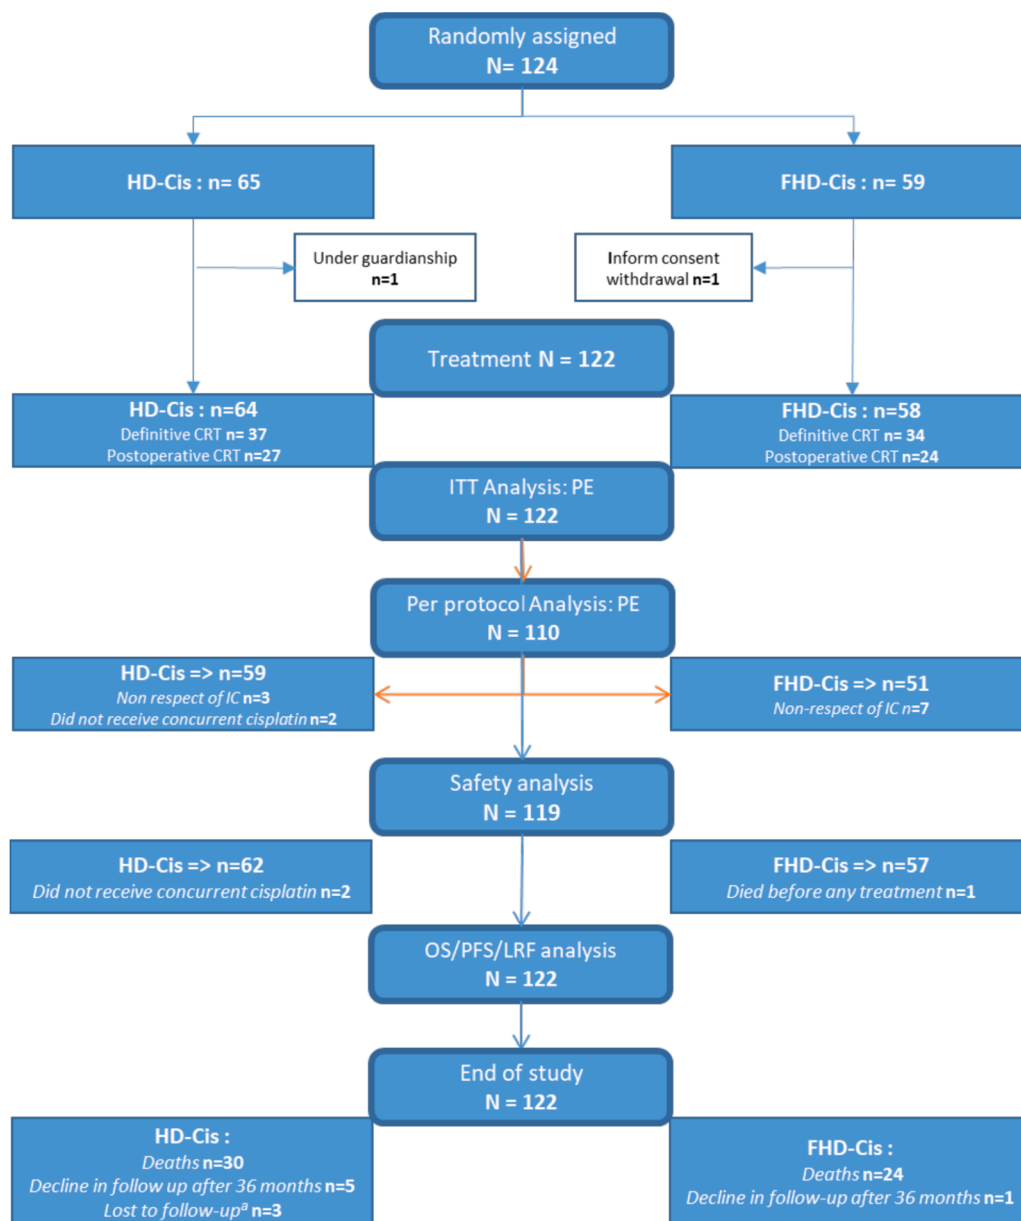 Randomly assigned
N= 124
HD-Cis : n= 65
FHD-Cis : n= 59
Under guardianship
n=1
Inform consent
withdrawal n=1
Treatment N = 122
HD-Cis : n=64
Definitive CRT n= 37
Postoperative CRT n=27
FHD-Cis : n=58
Definitive CRT n= 34
Postoperative CRT n=24
ITT Analysis: PE
N = 122
Per protocol Analysis: PE
N = 110
HD-Cis => n=59
Non respect of IC n=3
Did not receive concurrent cisplatin n=2
FHD-Cis => n=51
Non-respect of IC n=7
Safety analysis
N = 119
HD-Cis => n=62
Did not receive concurrent cisplatin n=2
FHD-Cis => n=57
Died before any treatment n=1
OS/PFS/LRF analysis
N = 122
End of study
N = 122
HD-Cis :
Deaths n=30
Decline in follow up after 36 months n=5
Lost to follow-upª n=3
FHD-Cis :
Deaths n=24
Decline in follow-up after 36 months n=1